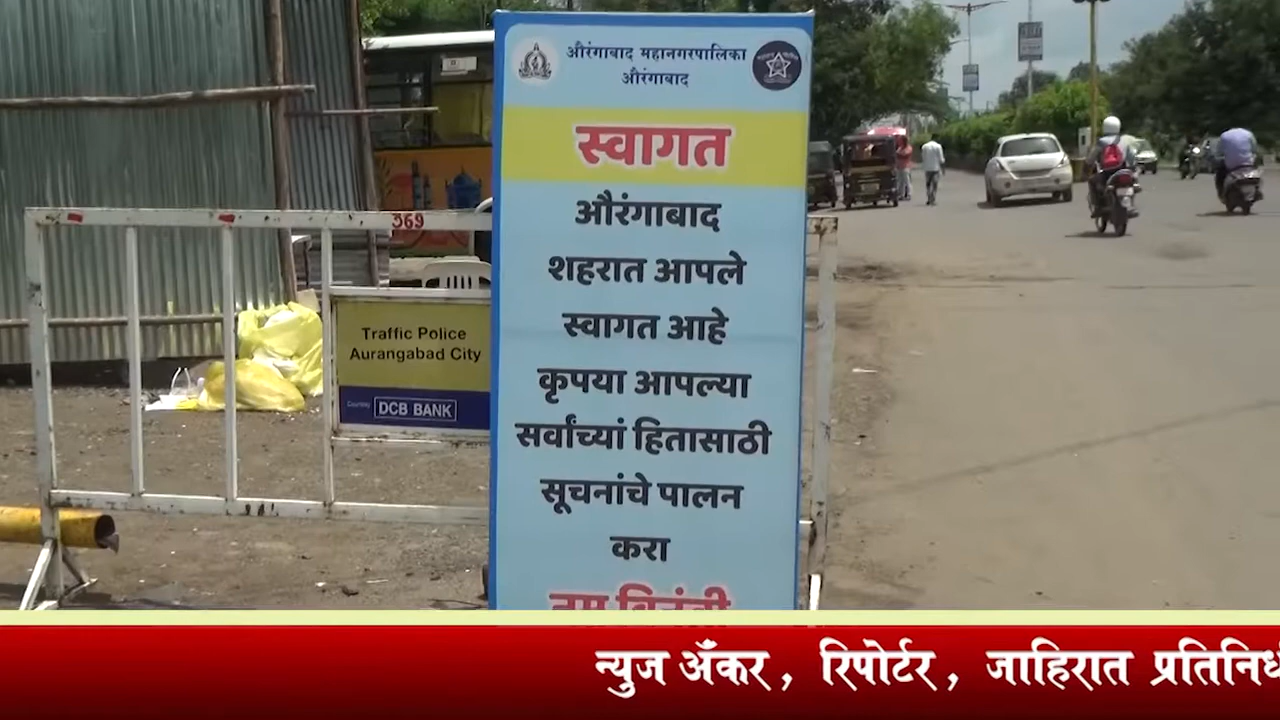 औरंगाबाद महानगरपालिका
औरंगाबाद
स्वागत
औरंगाबाद
शहरात आपले
स्वागत आहे
कृपया आपल्या
सर्वांच्यां हितासाठी
सूचनांचे पालन
करा
369
Traffic Police
Aurangabad City
Courtesy
DCB BANK
न्युज अँकर, रिपोर्टर, जाहिरात